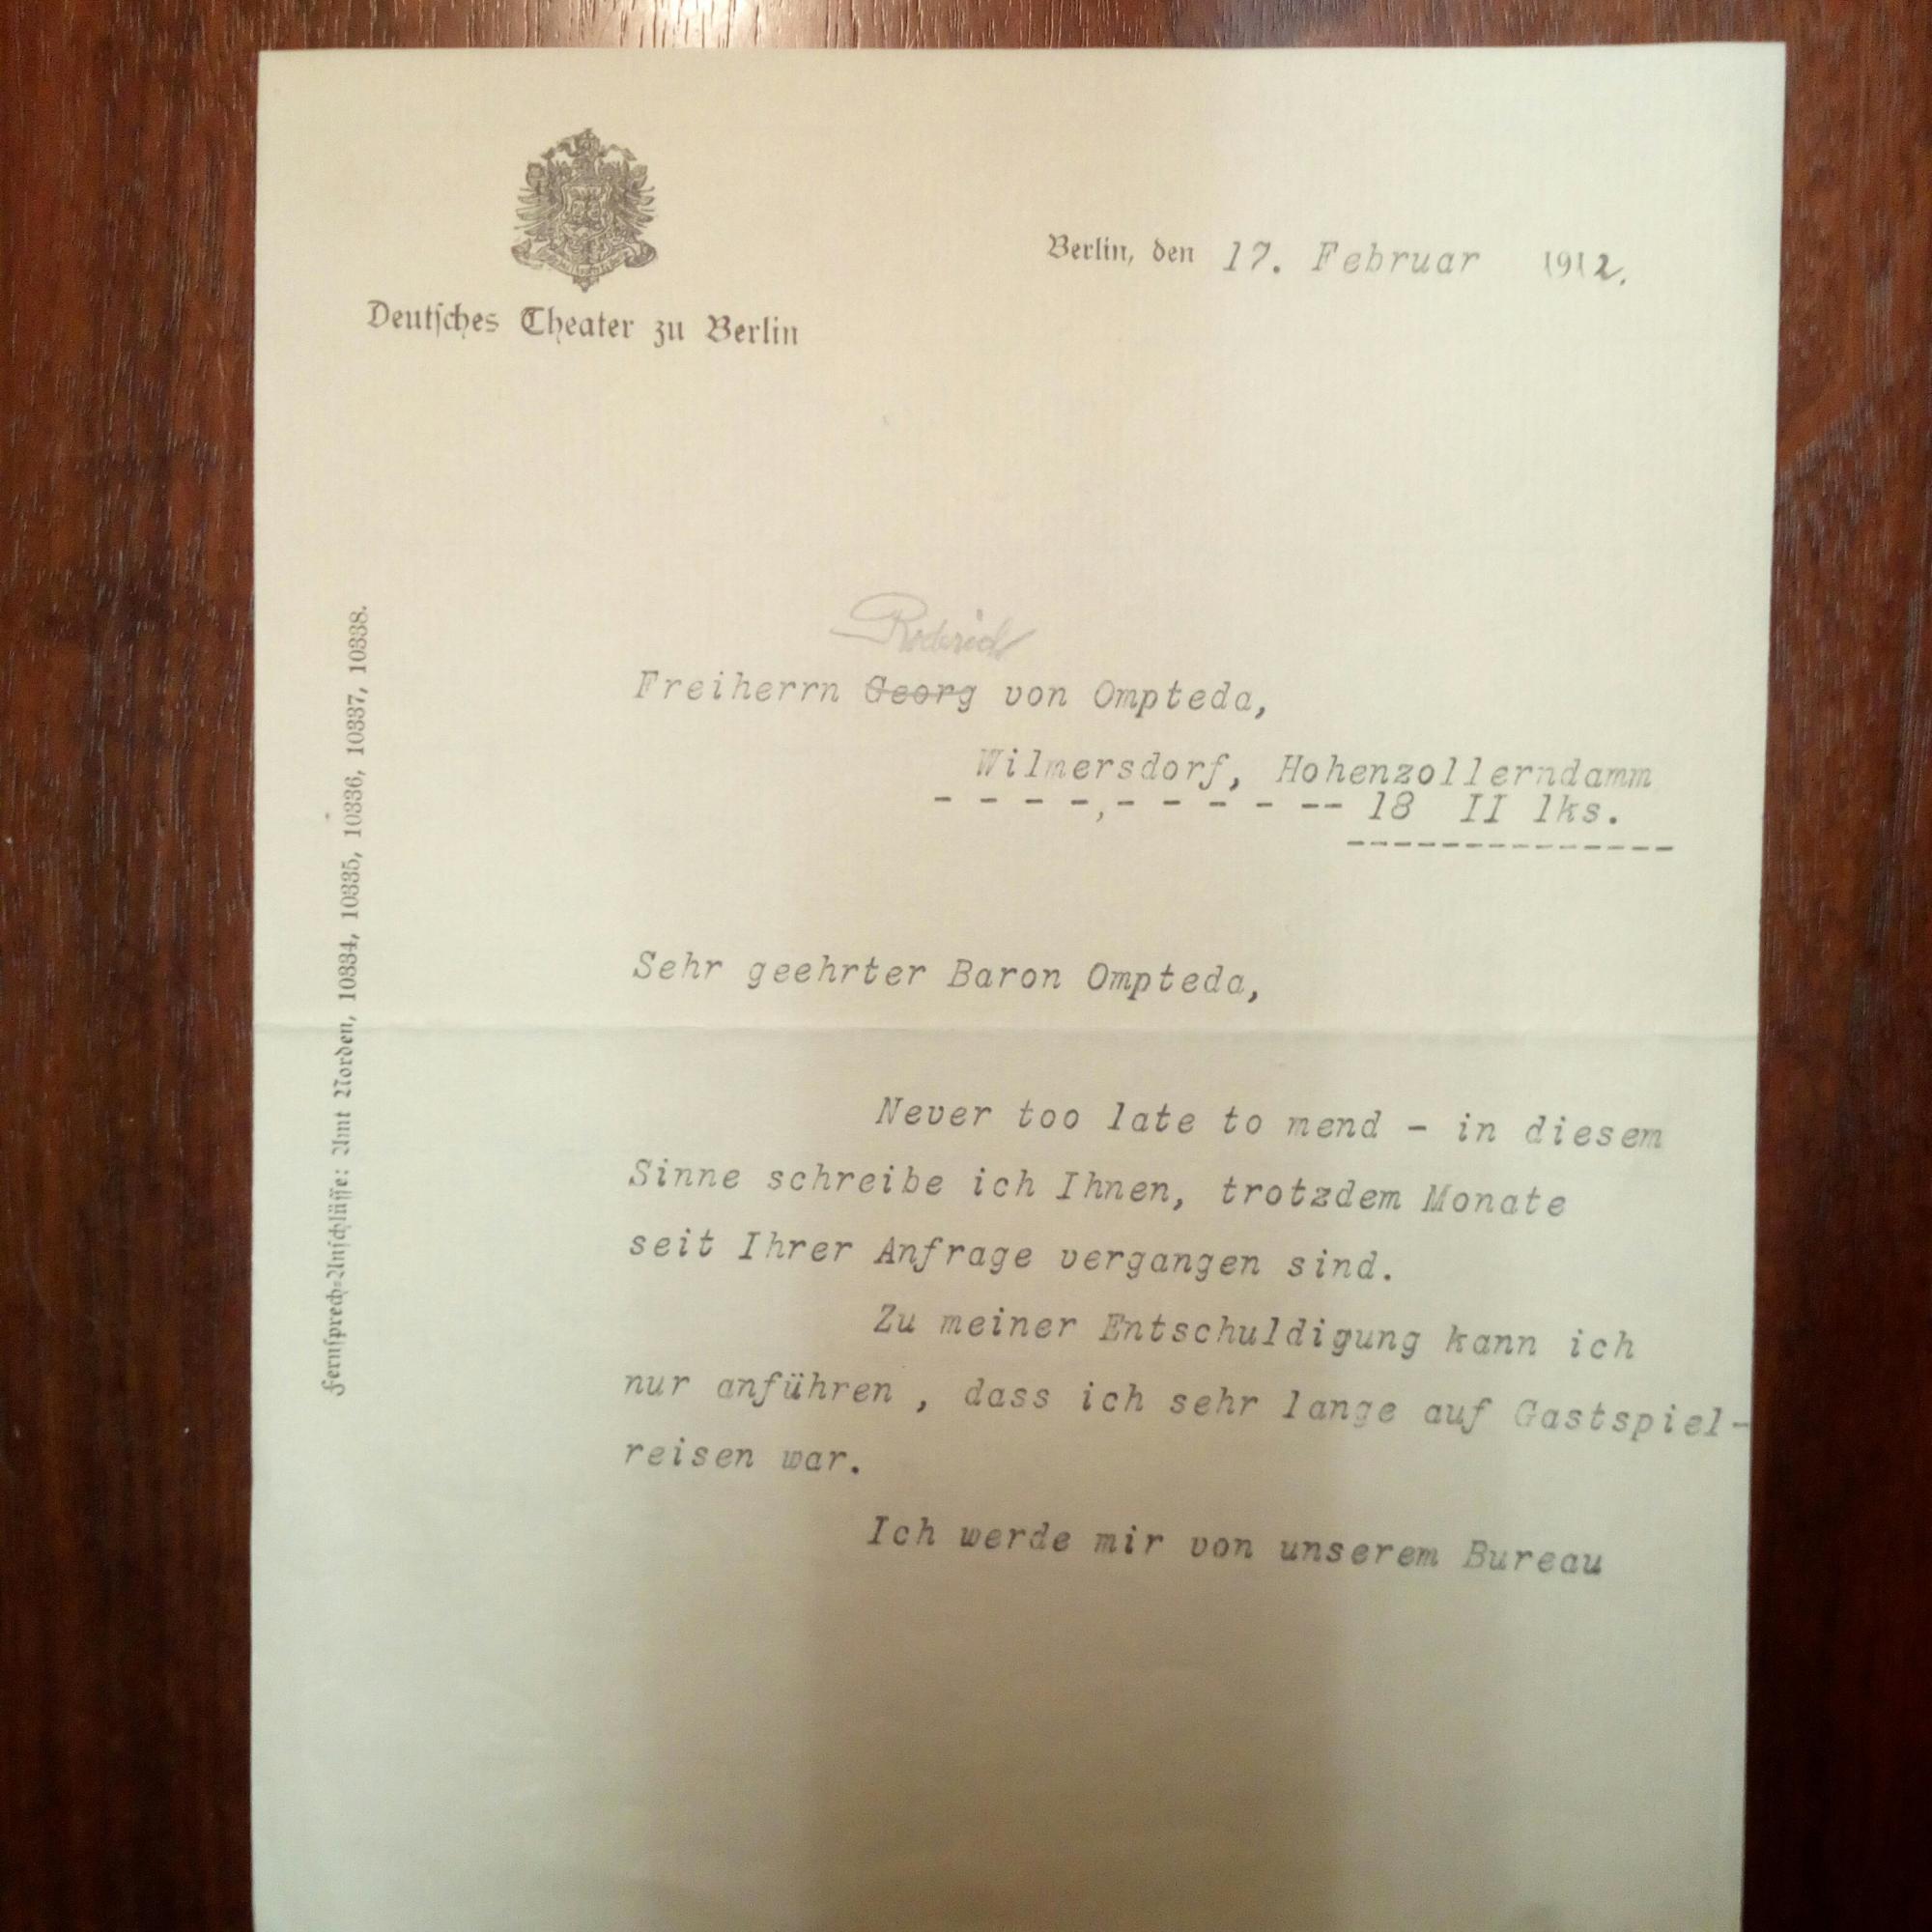 Deutsches Theater zu Berlin
Berlin, den 17. Februar 1912.
Fernsprech-Anschlüsse: Amt Norden, 10334, 10335, 10336, 10337, 10338.
Roderich
Freiherrn Georg von Ompteda,
Wilmersdorf, Hohenzollerndamm
18 II lks.
Sehr geehrter Baron Ompteda,
Never too late to mend - in diesem
Sinne schreibe ich Ihnen, trotzdem Monate
seit Ihrer Anfrage vergangen sind.
Zu meiner Entschuldigung kann ich
nur anführen , dass ich sehr lange auf Gastspiel-
reisen war.
Ich werde mir von unserem Bureau